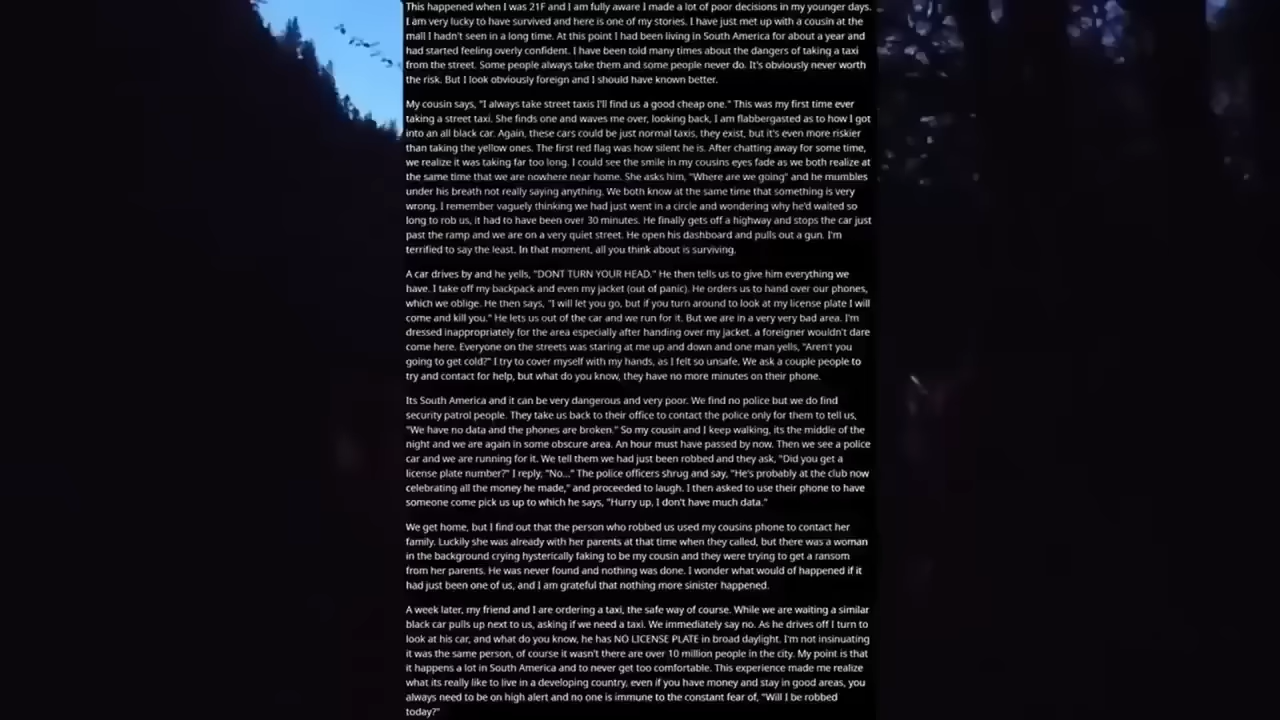 This happened when I was 21F and I am fully aware I made a lot of poor decisions in my younger days.
I am very lucky to have survived and here is one of my stories. I have just met up with a cousin at the
mall I hadn't seen in a long time. At this point I had been living in South America for about a year and
had started feeling overly confident. I have been told many times about the dangers of taking a taxi
from the street. Some people always take them and some people never do. It's obviously never worth
the risk. But I look obviously foreign and I should have known better.
My cousin says, "I always take street taxis I'll find us a good cheap one." This was my first time ever
taking a street taxi. She finds one and waves me over, looking back, I am flabbergasted as to how I got
into an all black car. Again, these cars could be just normal taxis, they exist, but it's even more riskier
than taking the yellow ones. The first red flag was how silent he is. After chatting away for some time,
we realize it was taking far too long. I could see the smile in my cousins eyes fade as we both realize at
the same time that we are nowhere near home. She asks him, "Where are we going" and he mumbles
under his breath not really saying anything. We both know at the same time that something is very
wrong. I remember vaguely thinking we had just went in a circle and wondering why he'd waited so
long to rob us, it had to have been over 30 minutes. He finally gets off a highway and stops the car just
past the ramp and we are on a very quiet street. He open his dashboard and pulls out a gun. I'm
terrified to say the least. In that moment, all you think about is surviving.
A car drives by and he yells, "DONT TURN YOUR HEAD." He then tells us to give him everything we
have. I take off my backpack and even my jacket (out of panic). He orders us to hand over our phones,
which we oblige. He then says, "I will let you go, but if you turn around to look at my license plate I will
come and kill you." He lets us out of the car and we run for it. But we are in a very very bad area. I'm
dressed inappropriately for the area especially after handing over my jacket. a foreigner wouldn't dare
come here. Everyone on the streets was staring at me up and down and one man yells, "Aren't you
going to get cold?" I try to cover myself with my hands, as I felt so unsafe. We ask a couple people to
try and contact for help, but what do you know, they have no more minutes on their phone.
Its South America and it can be very dangerous and very poor. We find no police but we do find
security patrol people. They take us back to their office to contact the police only for them to tell us,
"We have no data and the phones are broken." So my cousin and I keep walking, its the middle of the
night and we are again in some obscure area. An hour must have passed by now. Then we see a police
car and we are running for it. We tell them we had just been robbed and they ask, "Did you get a
license plate number?" I reply, "No..." The police officers shrug and say, "He's probably at the club now
celebrating all the money he made," and proceeded to laugh. I then asked to use their phone to have
someone come pick us up to which he says, "Hurry up, I don't have much data."
We get home, but I find out that the person who robbed us used my cousins phone to contact her
family. Luckily she was already with her parents at that time when they called, but there was a woman
in the background crying hysterically faking to be my cousin and they were trying to get a ransom
from her parents. He was never found and nothing was done. I wonder what would of happened if it
had just been one of us, and I am grateful that nothing more sinister happened.
A week later, my friend and I are ordering a taxi, the safe way of course. While we are waiting a similar
black car pulls up next to us, asking if we need a taxi. We immediately say no. As he drives off I turn to
look at his car, and what do you know, he has NO LICENSE PLATE in broad daylight. I'm not insinuating
it was the same person, of course it wasn't there are over 10 million people in the city. My point is that
it happens a lot in South America and to never get too comfortable. This experience made me realize
what its really like to live in a developing country, even if you have money and stay in good areas, you
always need to be on high alert and no one is immune to the constant fear of, "Will I be robbed
today?"